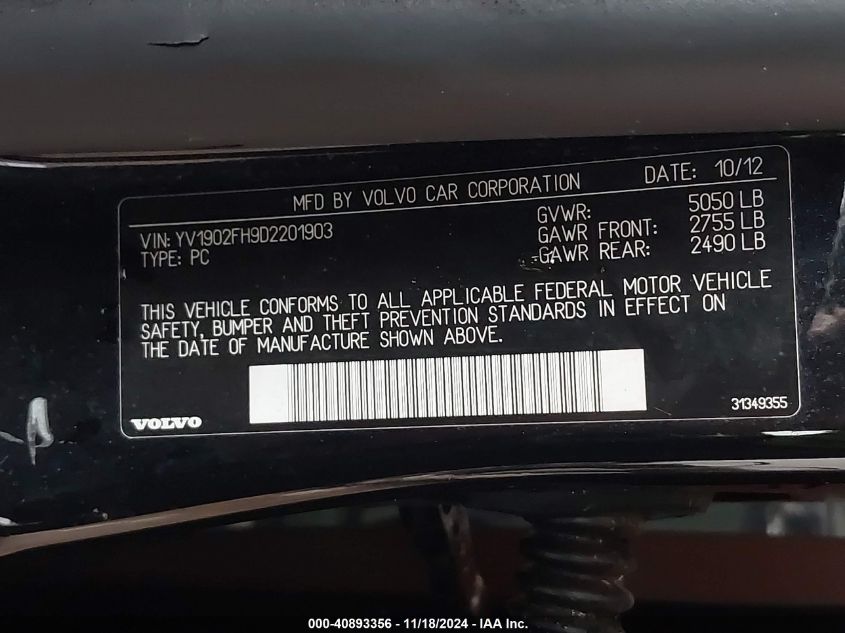 MFD BY VOLVO CAR CORPORATION DATE: 10/12
VIN: YV1902FH9D2201903
TYPE: PC
GVWR: 5050 LB
GAWR FRONT: 2755 LB
GAWR REAR: 2490 LB
THIS VEHICLE CONFORMS TO ALL APPLICABLE FEDERAL MOTOR VEHICLE
SAFETY, BUMPER AND THEFT PREVENTION STANDARDS IN EFFECT ON
THE DATE OF MANUFACTURE SHOWN ABOVE.
VOLVO
31349355
000-40893356 - 11/18/2024 - IAA Inc.